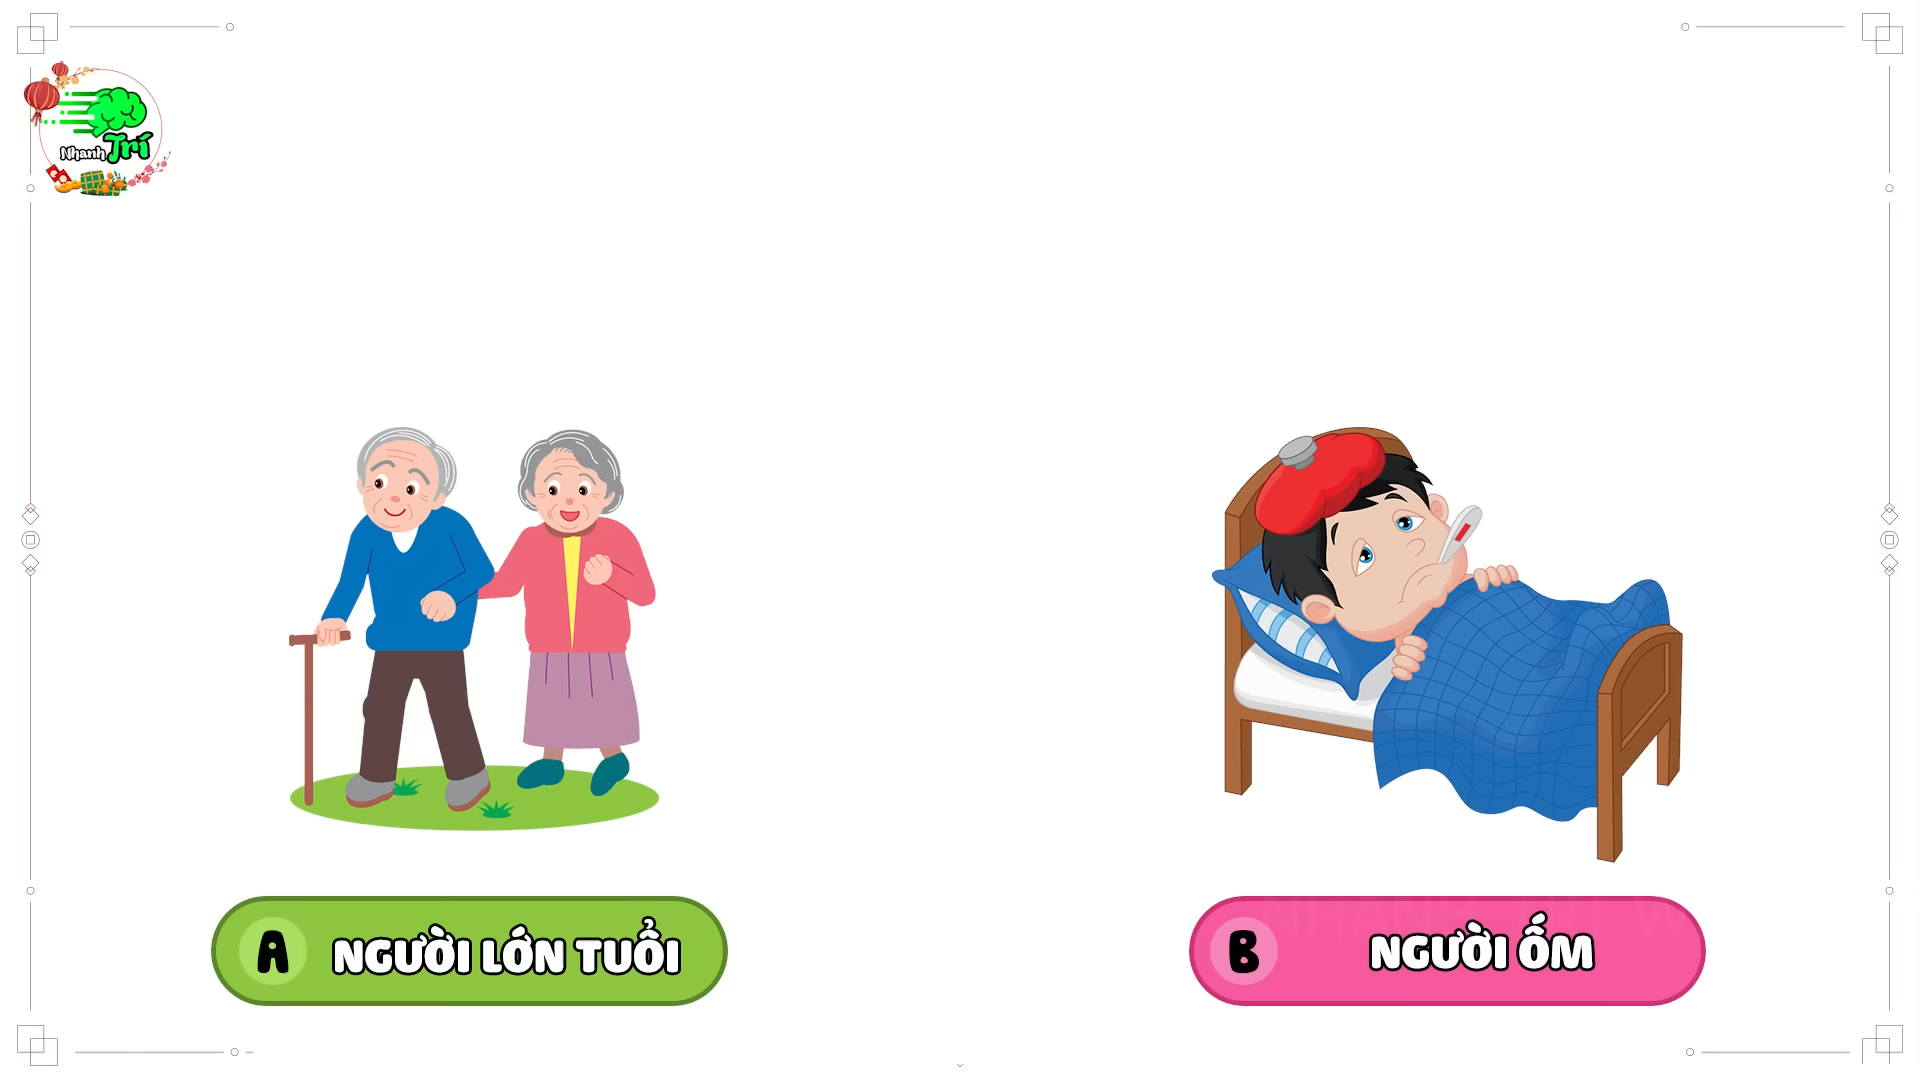 Nhanh Trí
A NGƯỜI LỚN TUỔI
B NGƯỜI ỐM